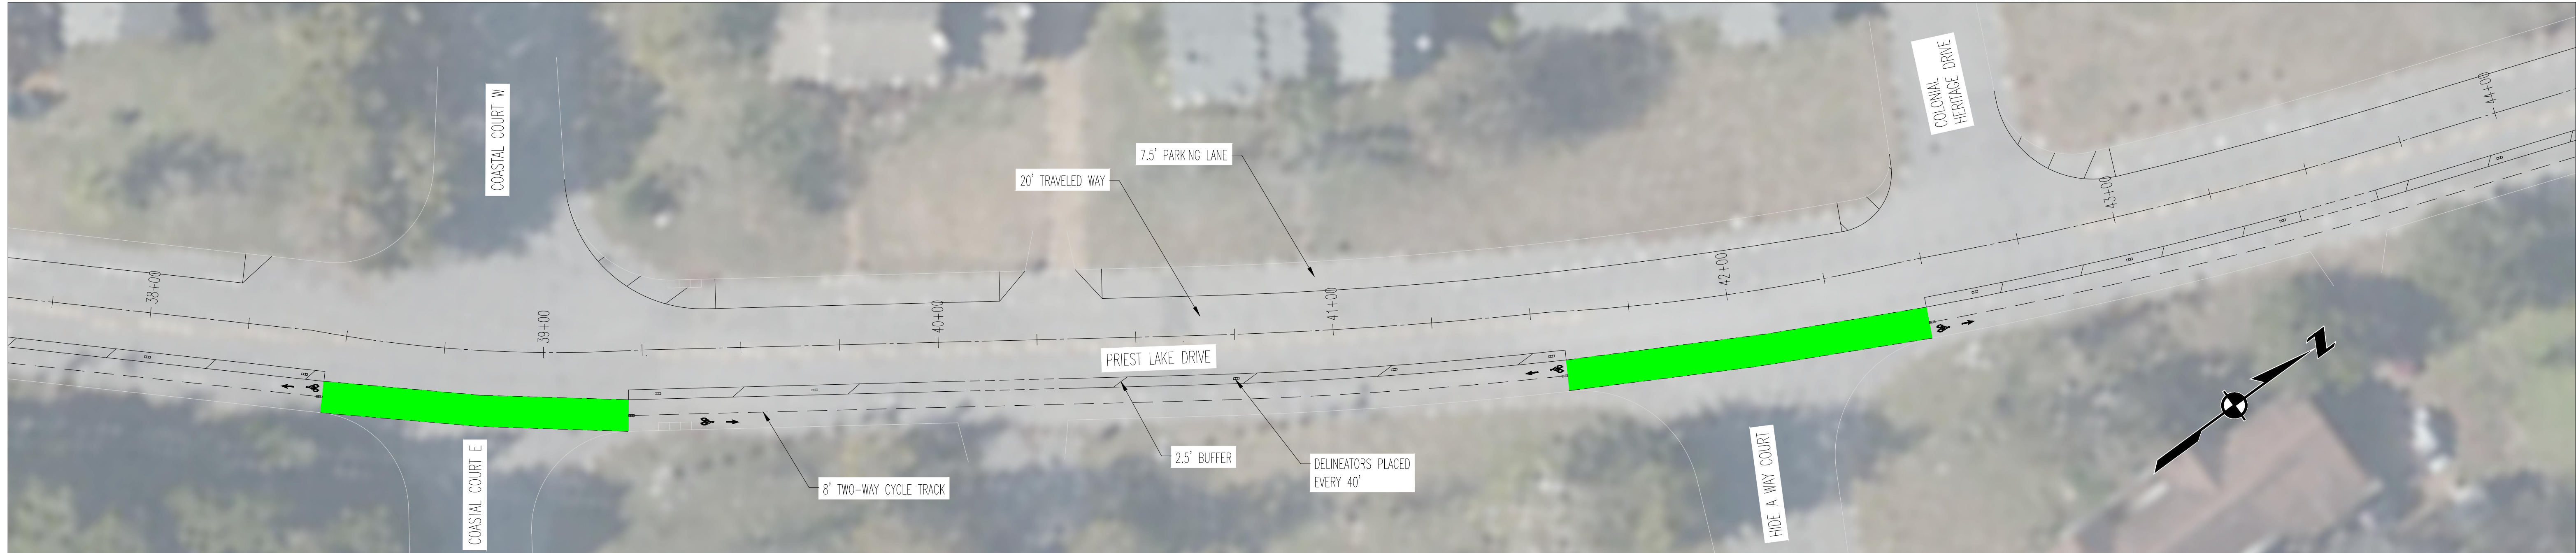 COASTAL COURT W
COLONIAL
HERITAGE DRIVE
44+00
7.5' PARKING LANE
20' TRAVELED WAY
43+00
38+00
42+00
41+00
40+00
39+00
PRIEST LAKE DRIVE
Z
2.5' BUFFER
DELINEATORS PLACED
EVERY 40'
8' TWO-WAY CYCLE TRACK
COASTAL COURT E
HIDE A WAY COURT